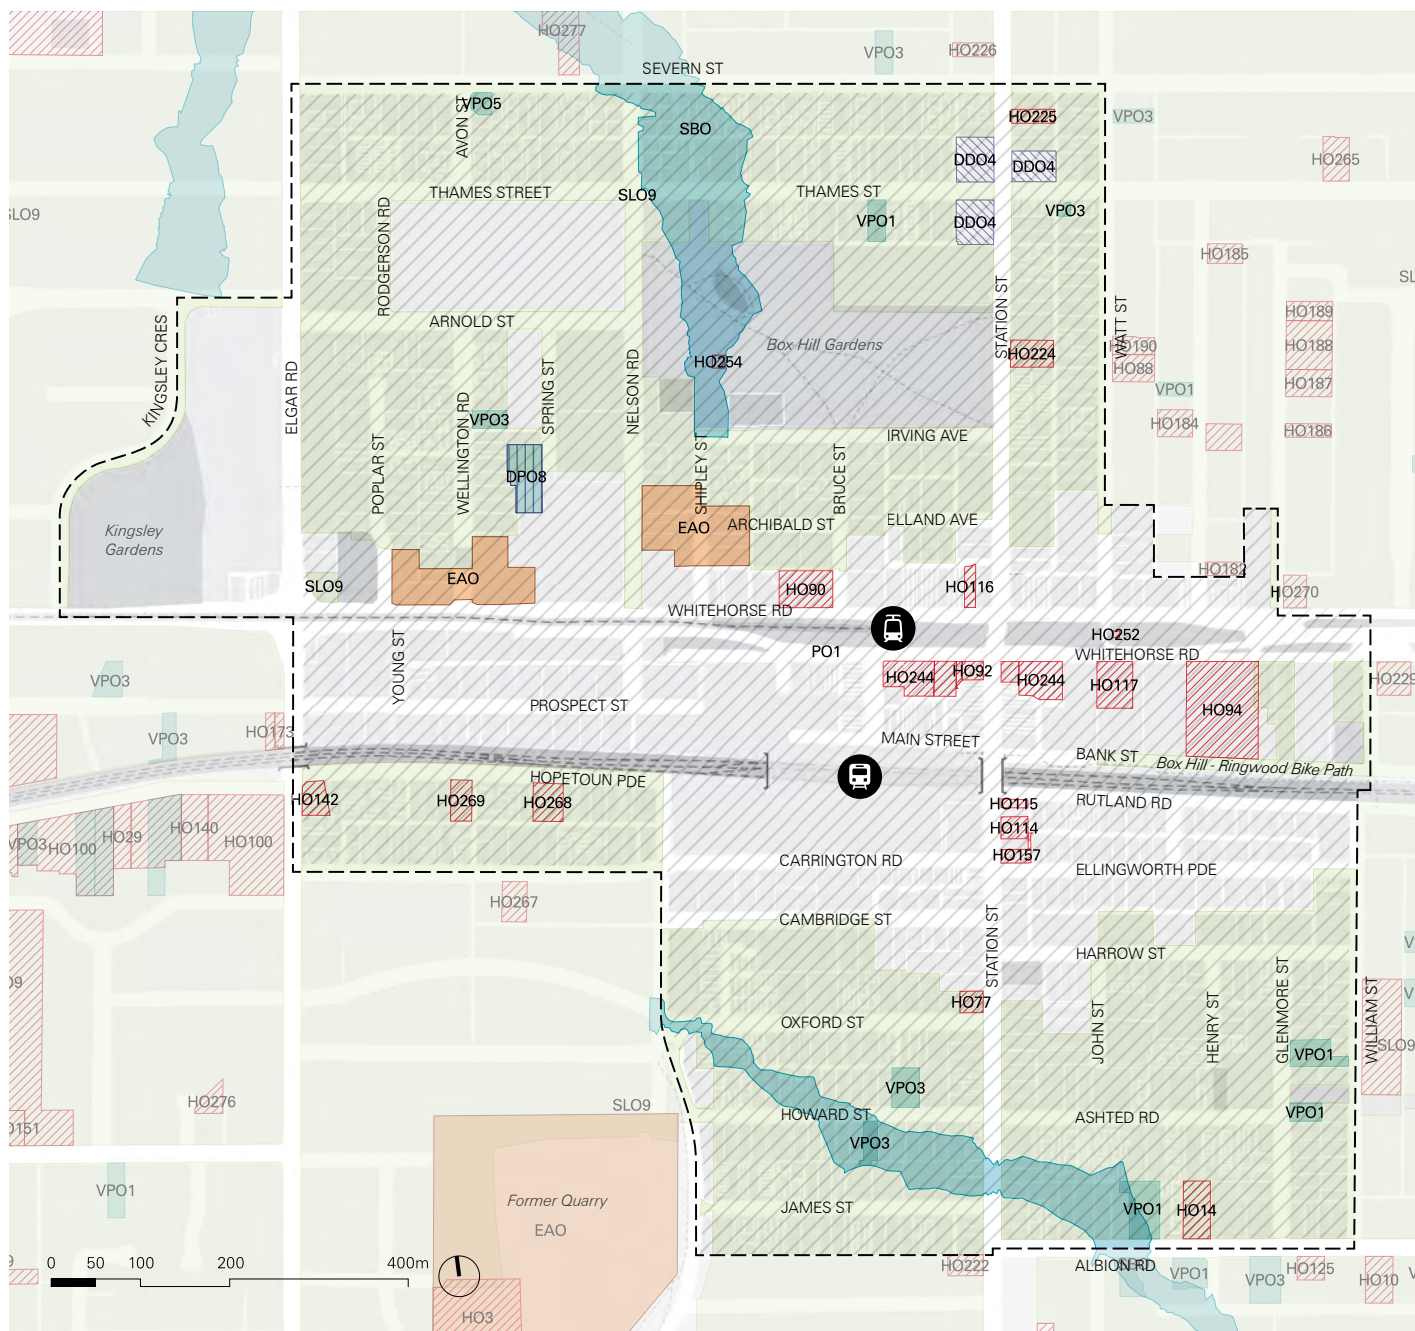 HO277
VPO3
HO226
SEVERN ST
VPO5
AVON ST
SBO
HO225
VPO3
DDO4
DDO4
HO265
THAMES STREET
SLO9
THAMES ST
SLO9
VPO1
DDO4
VPO3
RODGERSON RD
HO185
SL
HO189
STATION ST
WATT ST
KINGSLEY CRES
ARNOLD ST
Box Hill Gardens
HO190
HO188
HO254
HO224
HO88
ELGAR RD
SPRING ST
NELSON RD
HO187
VPO1
VPO3
WELLINGTON RD
HO184
HO186
IRVING AVE
POPLAR ST
SHIPLEY ST
BRUCE ST
DPO8
Kingsley
Gardens
EAO
ARCHIBALD ST
ELLAND AVE
HO182
SLO9
EAO
HO90
HO116
HO270
WHITEHORSE RD
HO252
YOUNG ST
PO1
WHITEHORSE RD
VPO3
HO244
HO92
HO244
HO117
HO229
PROSPECT ST
HO94
HO173
VPO3
MAIN STREET
BANK ST
Box Hill - Ringwood Bike Path
HOPETOUN PDE
HO142
HO269
HO268
HO115
RUTLAND RD
HO114
HO140
HO29
HO100
VPO3
HO100
HO157
CARRINGTON RD
ELLINGWORTH PDE
HO267
CAMBRIDGE ST
STATION ST
HARROW ST
HO77
OXFORD ST
JOHN ST
HENRY ST
GLENMORE ST
WILLIAM ST
VPO1
SLO9
VPO3
HO276
SLO9
HOWARD ST
ASHTED RD
VPO1
VPO3
VPO1
Former Quarry
EAO
JAMES ST
VPO1
HO14
0 50 100 200 400m
HO222
ALBION RD
VPO1
VPO3
HO125
HO10
HO3